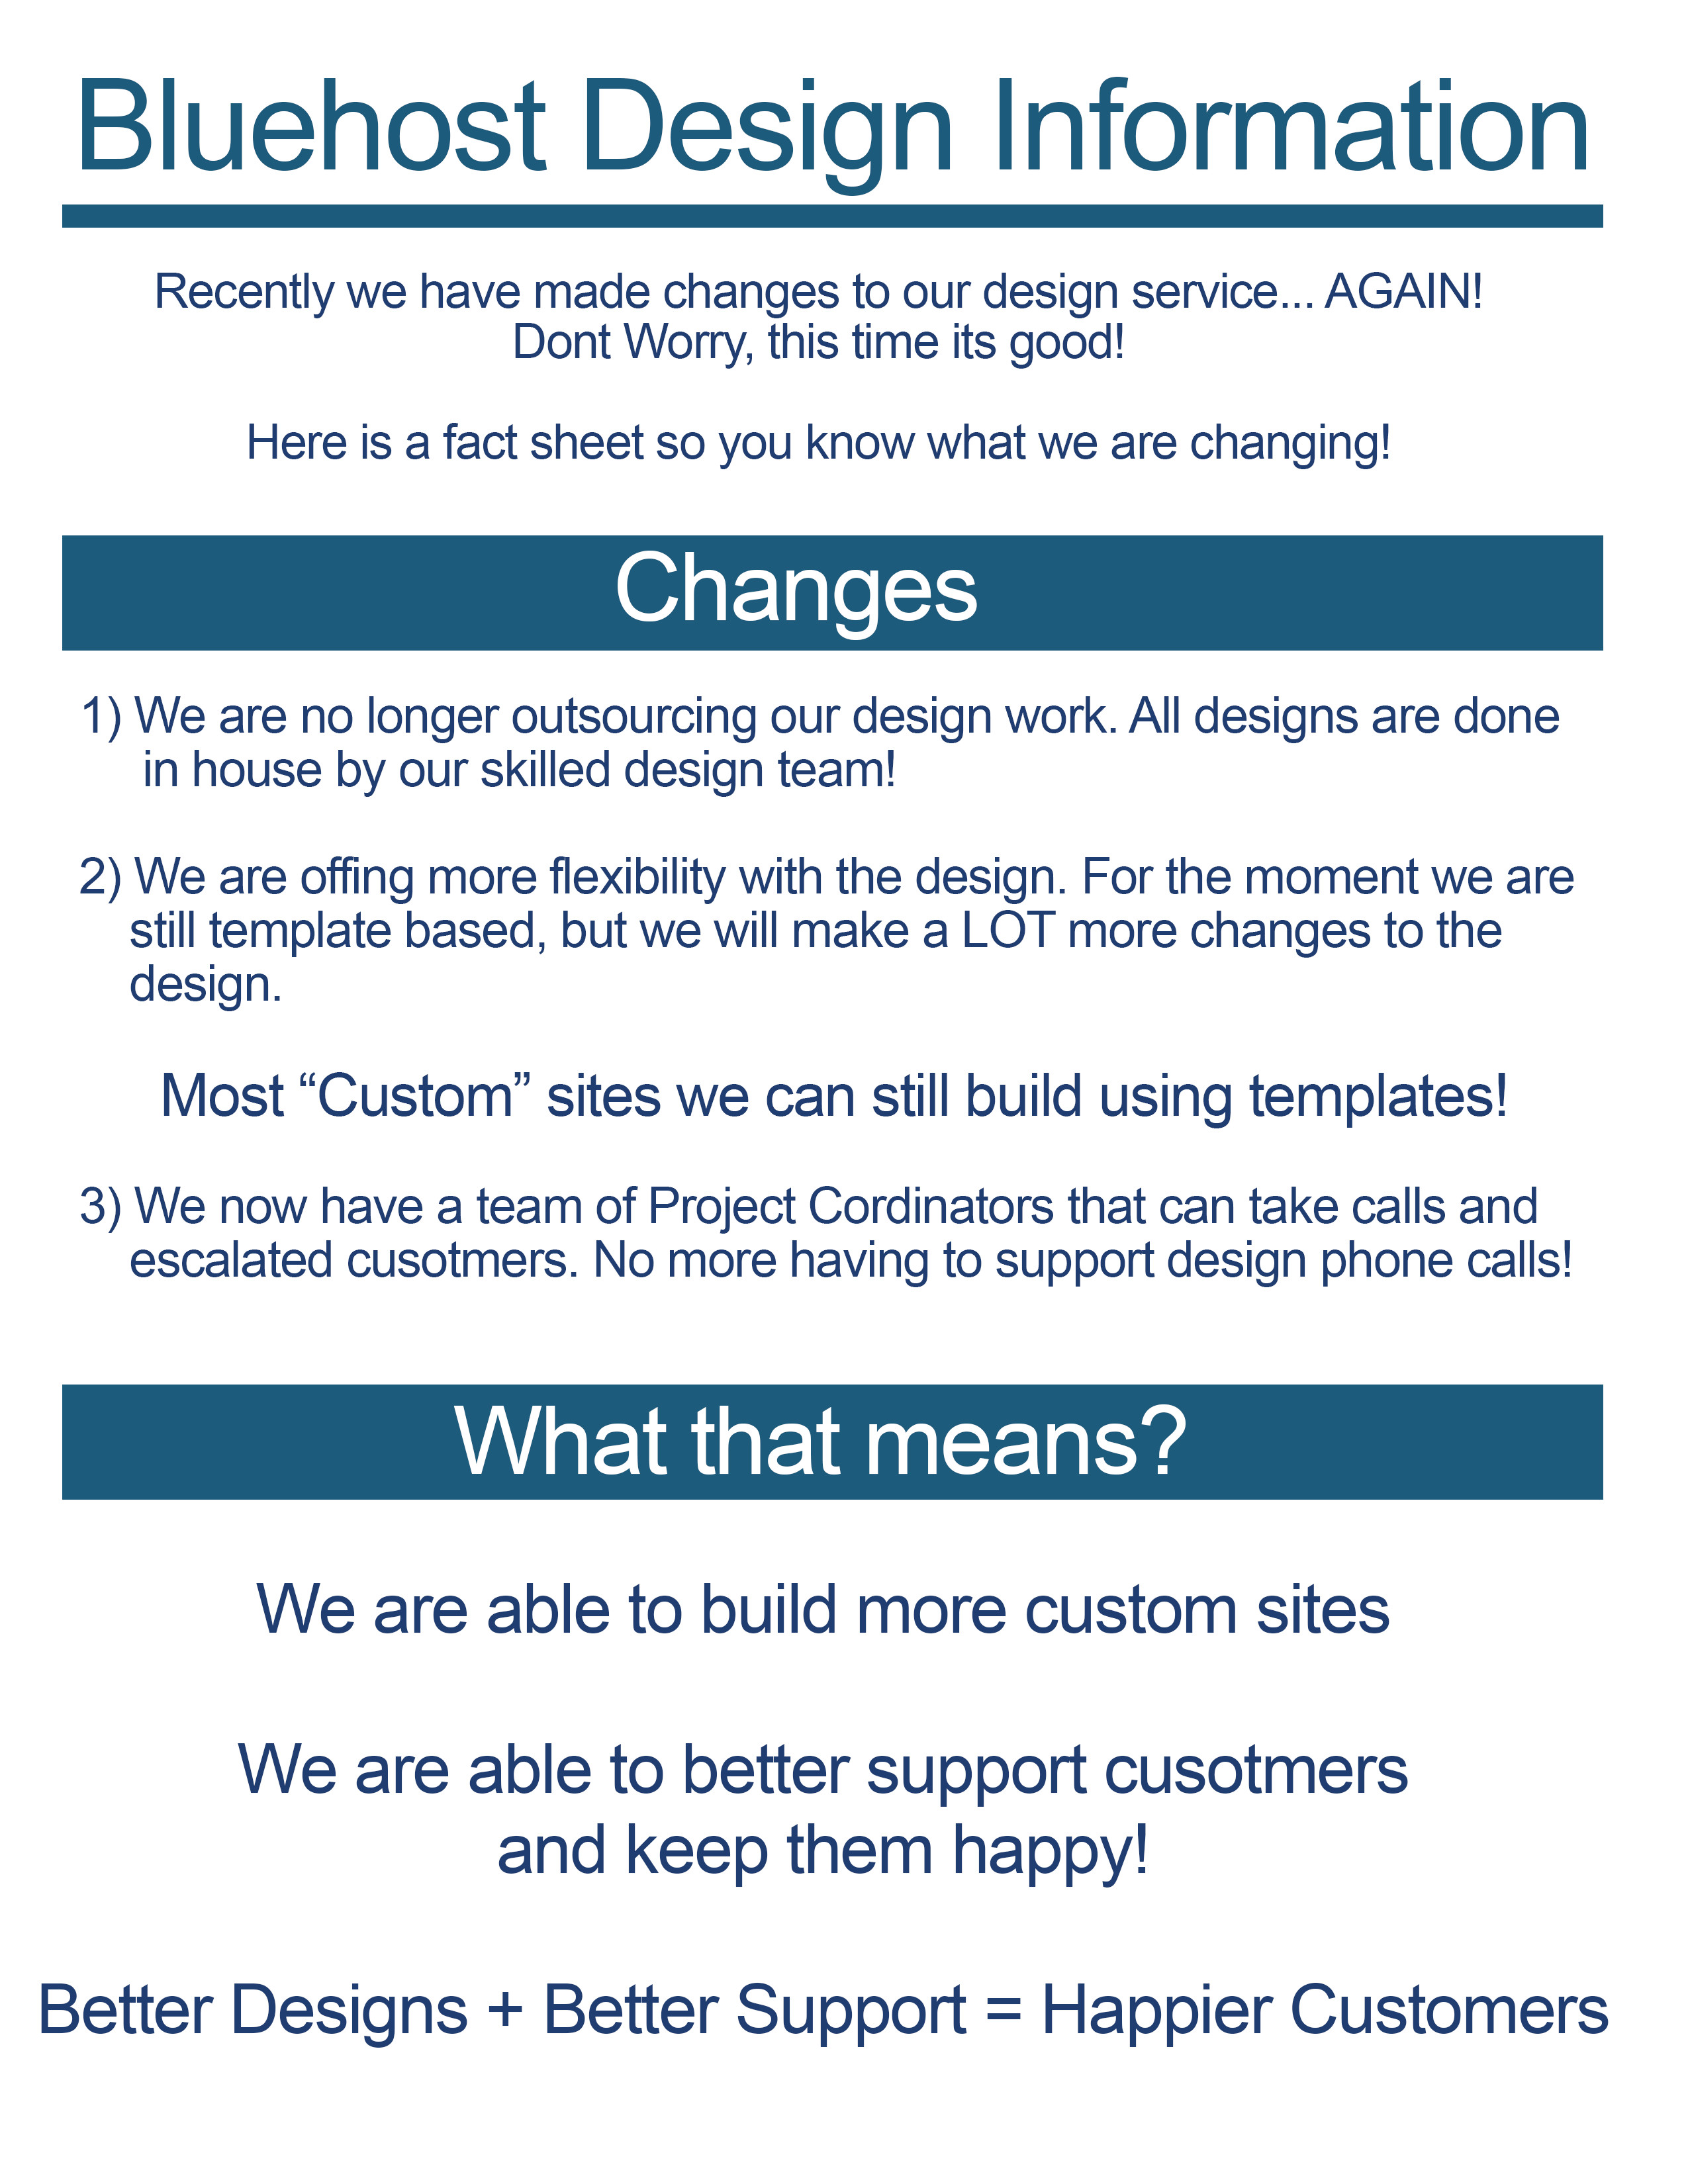 Bluehost Design Information
Recently we have made changes to our design service... AGAIN!
Dont Worry, this time its good!
Here is a fact sheet so you know what we are changing!
Changes
1) We are no longer outsourcing our design work. All designs are done
in house by our skilled design team!
2) We are offing more flexibility with the design. For the moment we are
still template based, but we will make a LOT more changes to the
design.
Most “Custom” sites we can still build using templates!
3) We now have a team of Project Cordinators that can take calls and
escalated cusotmers. No more having to support design phone calls!
What that means?
We are able to build more custom sites
We are able to better support cusotmers
and keep them happy!
Better Designs + Better Support = Happier Customers